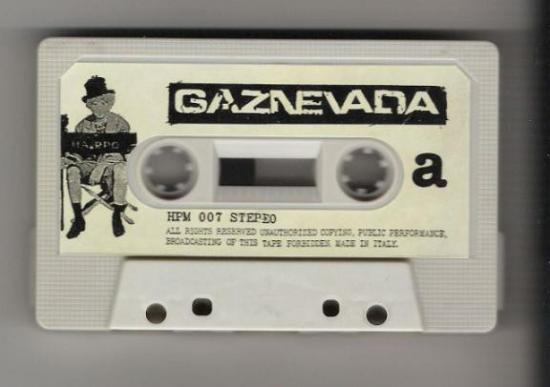 GAZNEVADA
HARPO
a
HPM 007 STEREO
ALL RIGHTS RESERVED UNAUTHORIZED COPYING, PUBLIC PERFORMANCE,
BROADCASTING OF THIS TAPE FORBIDDEN MADE IN ITALY.